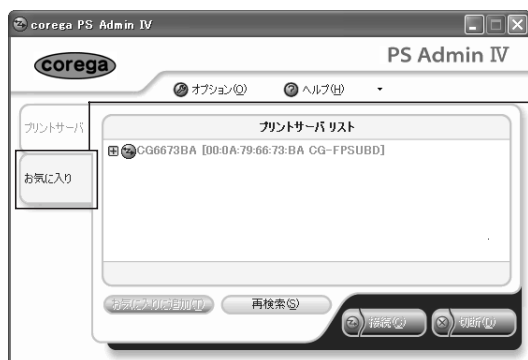 corega PS Admin IV
corega
PS Admin IV
オプション(O) ヘルプ(H)
プリントサーバ
お気に入り
プリントサーバ リスト
CG6673BA [00:0A:79:66:73:BA CG-FPSUBD]
お気に入りに追加(T) 再検索(S)
接続(C) 切断(D)